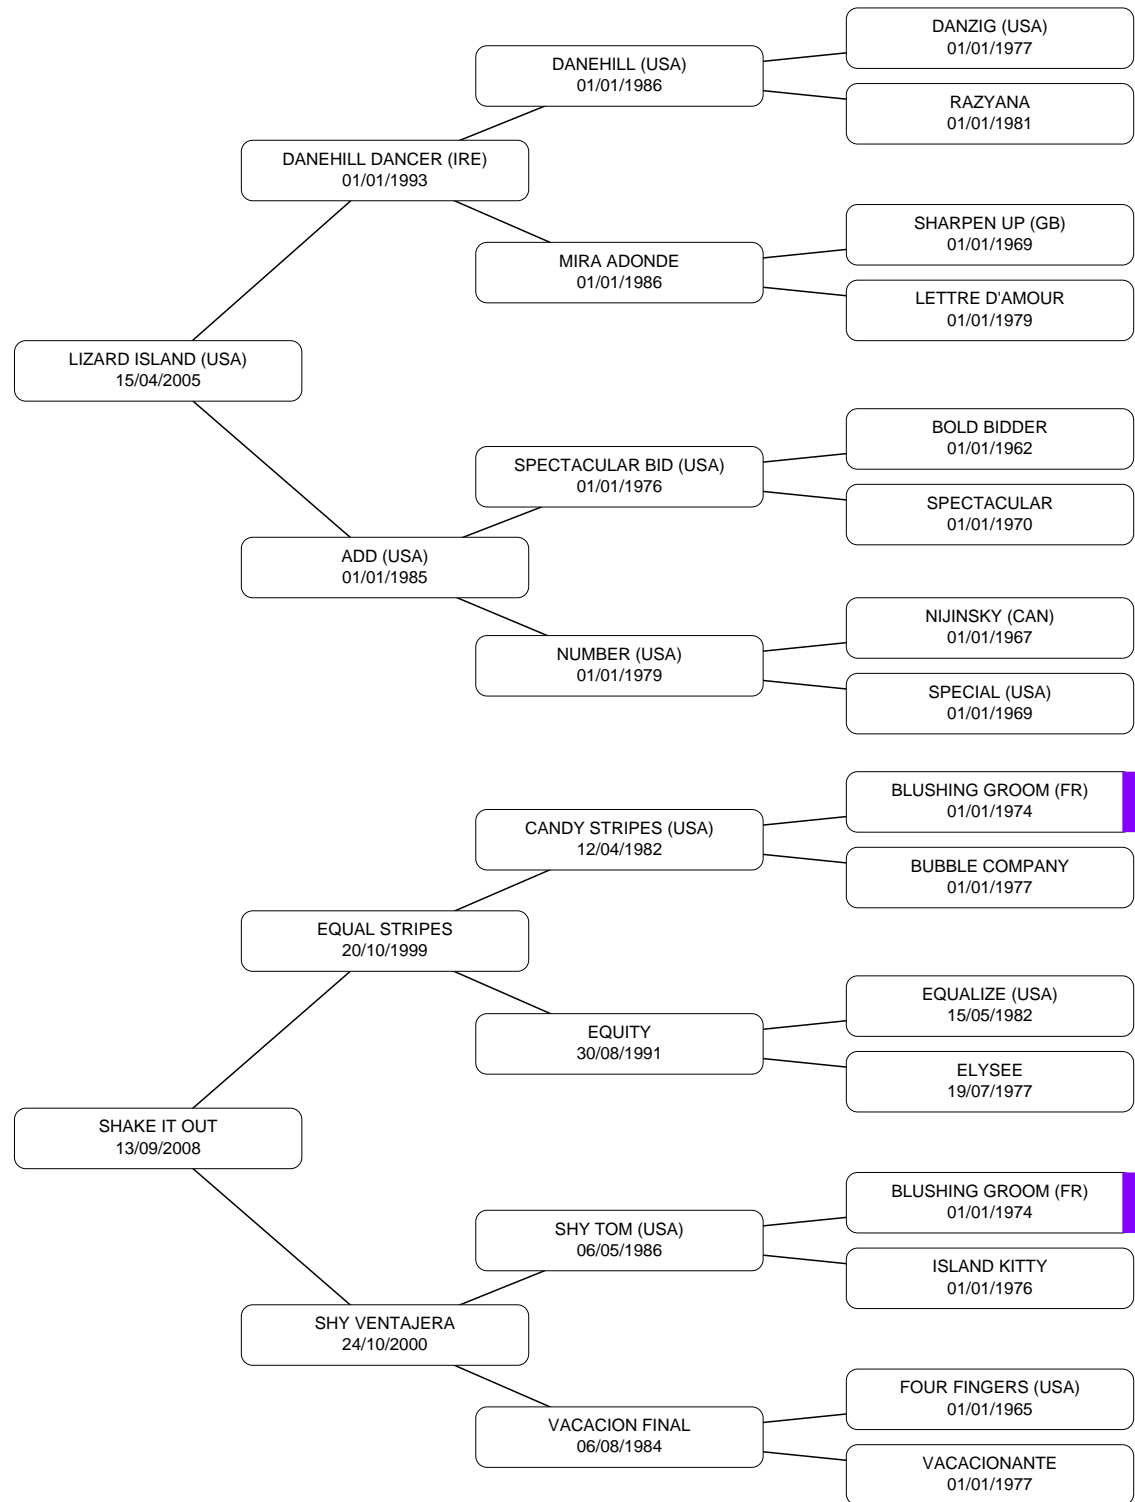 DANZIG (USA)
01/01/1977
DANEHILL (USA)
01/01/1986
RAZYANA
01/01/1981
DANEHILL DANCER (IRE)
01/01/1993
SHARPEN UP (GB)
01/01/1969
MIRA ADONDE
01/01/1986
LETTRE D'AMOUR
01/01/1979
LIZARD ISLAND (USA)
15/04/2005
BOLD BIDDER
01/01/1962
SPECTACULAR BID (USA)
01/01/1976
SPECTACULAR
01/01/1970
ADD (USA)
01/01/1985
NIJINSKY (CAN)
01/01/1967
NUMBER (USA)
01/01/1979
SPECIAL (USA)
01/01/1969
BLUSHING GROOM (FR)
01/01/1974
CANDY STRIPES (USA)
12/04/1982
BUBBLE COMPANY
01/01/1977
EQUAL STRIPES
20/10/1999
EQUALIZE (USA)
15/05/1982
EQUITY
30/08/1991
ELYSEE
19/07/1977
SHAKE IT OUT
13/09/2008
BLUSHING GROOM (FR)
01/01/1974
SHY TOM (USA)
06/05/1986
ISLAND KITTY
01/01/1976
SHY VENTAJERA
24/10/2000
FOUR FINGERS (USA)
01/01/1965
VACACION FINAL
06/08/1984
VACACIONANTE
01/01/1977